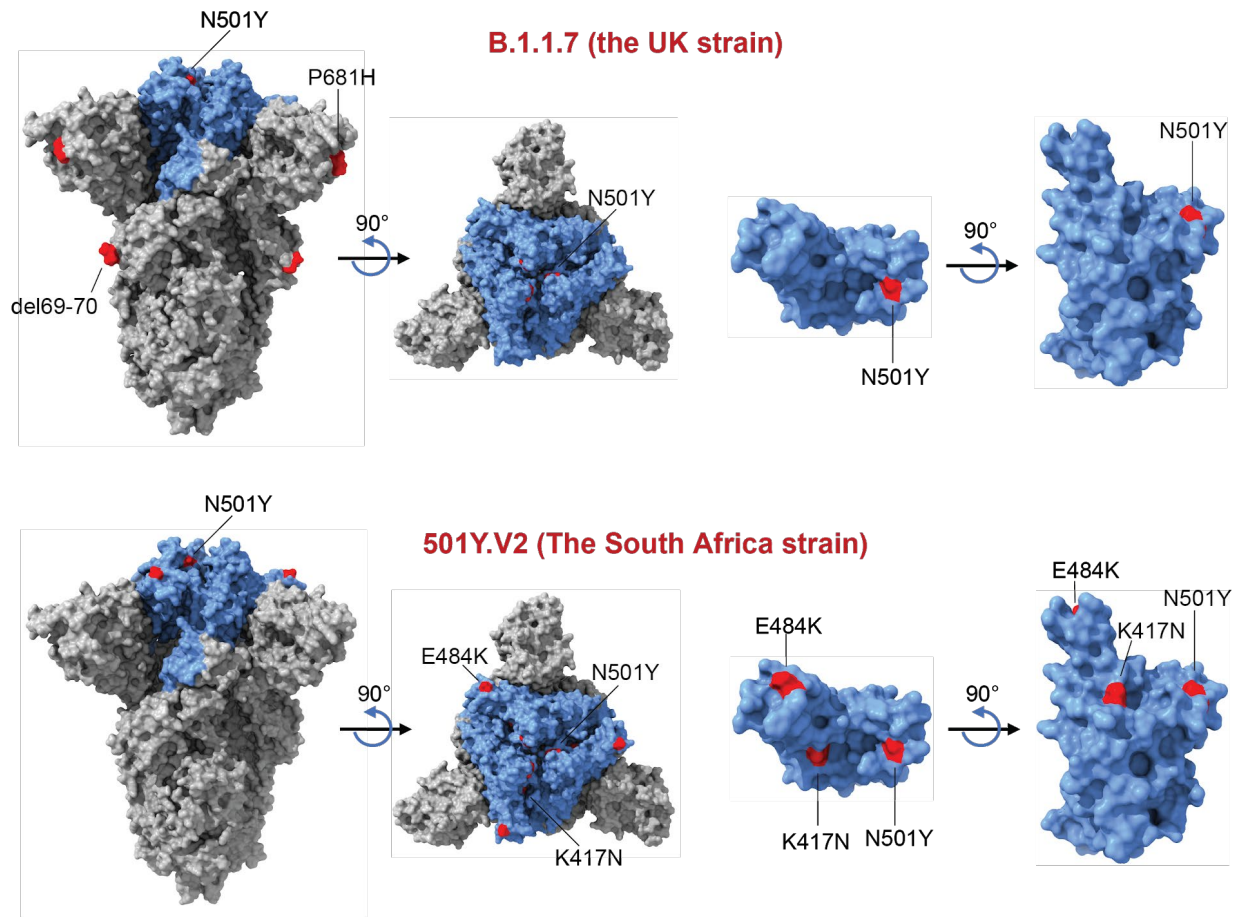 B.1.1.7 (the UK strain)
N501Y
P681H
del69-70
90°
N501Y
N501Y
90°
N501Y
501Y.V2 (The South Africa strain)
N501Y
90°
E484K
N501Y
K417N
E484K
K417N
N501Y
90°
E484K
N501Y
K417N